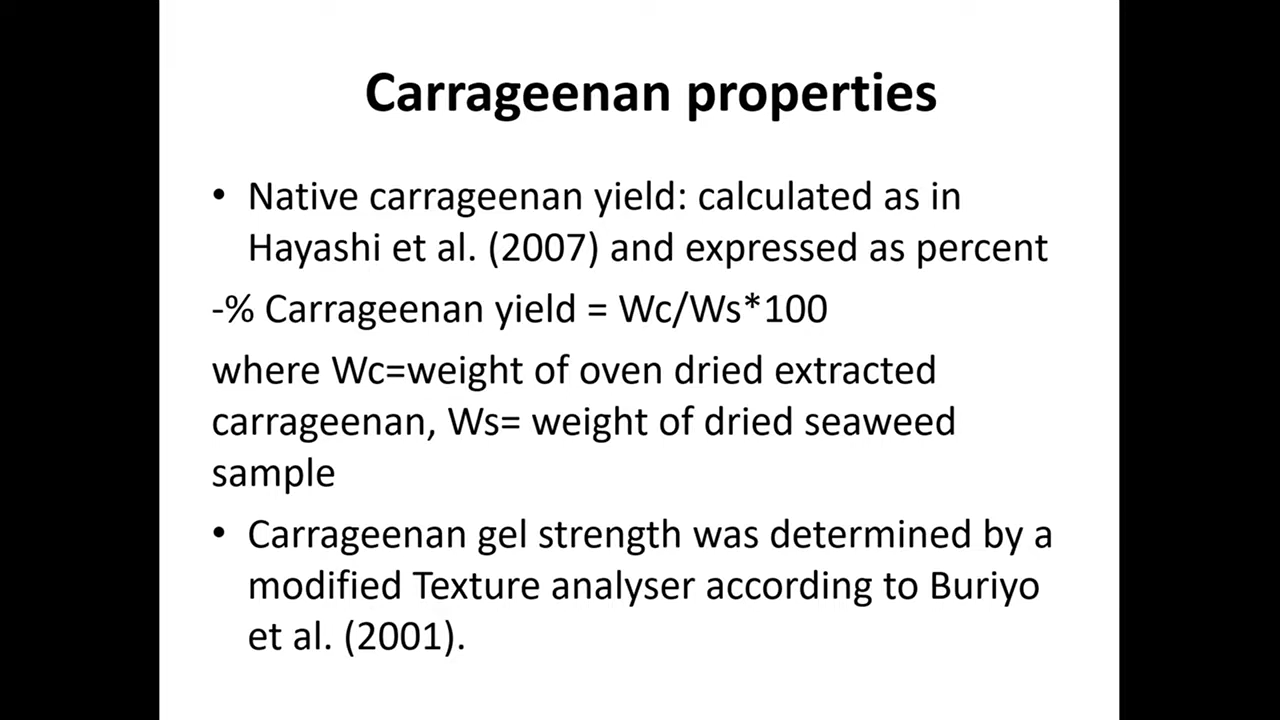 Carrageenan properties
• Native carrageenan yield: calculated as in
Hayashi et al. (2007) and expressed as percent
-% Carrageenan yield = Wc/Ws*100
where Wc=weight of oven dried extracted
carrageenan, Ws= weight of dried seaweed
sample
• Carrageenan gel strength was determined by a
modified Texture analyser according to Buriyo
et al. (2001).